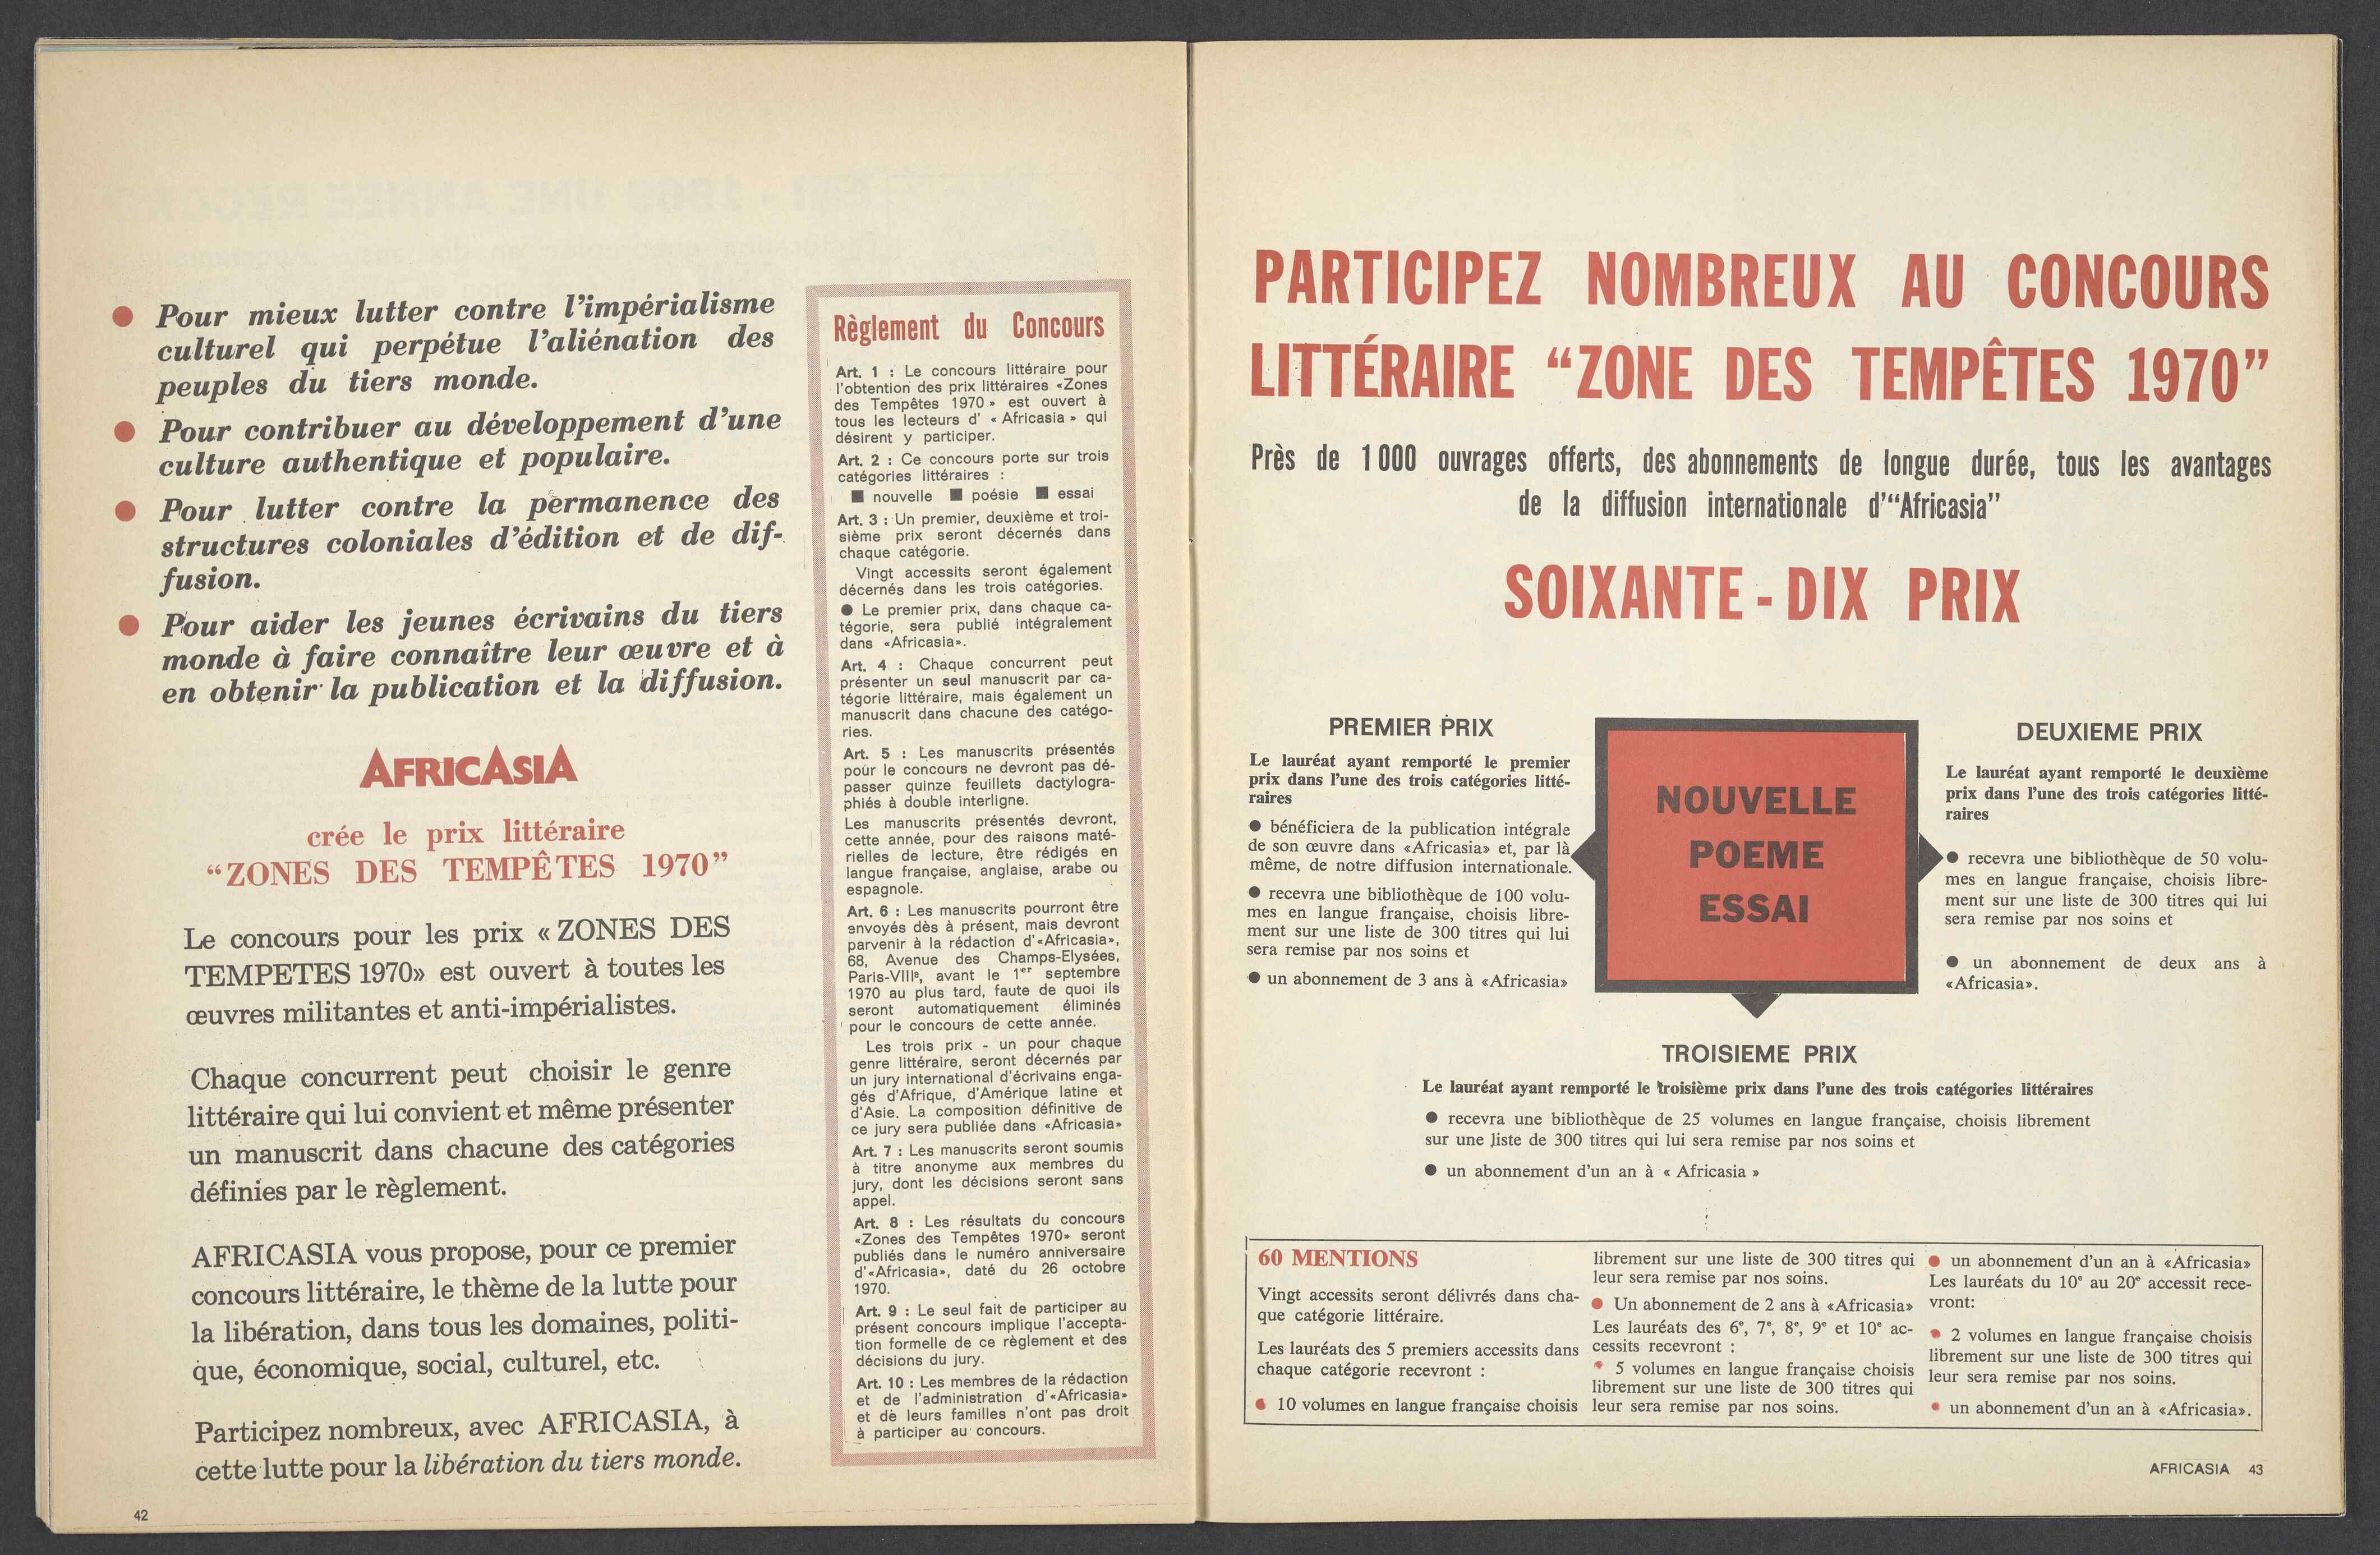 ● Pour mieux lutter contre l'impérialisme
culturel qui perpétue l'aliénation des
peuples du tiers monde.
● Pour contribuer au développement d'une
culture authentique et populaire.
● Pour lutter contre la permanence des
structures coloniales d'édition et de dif-
fusion.
● Pour aider les jeunes écrivains du tiers
monde à faire connaître leur œuvre et à
en obtenir la publication et la diffusion.
AFRICASIA
crée le prix littéraire
“ZONES DES TEMPÊTES 1970”
Le concours pour les prix « ZONES DES
TEMPETES 1970» est ouvert à toutes les
œuvres militantes et anti-impérialistes.
Chaque concurrent peut choisir le genre
littéraire qui lui convient et même présenter
un manuscrit dans chacune des catégories
définies par le règlement.
AFRICASIA vous propose, pour ce premier
concours littéraire, le thème de la lutte pour
la libération, dans tous les domaines, politi-
que, économique, social, culturel, etc.
Participez nombreux, avec AFRICASIA, à
cette lutte pour la libération du tiers monde.
42
Règlement du Concours
Art. 1 : Le concours littéraire pour
l'obtention des prix littéraires «Zones
des Tempêtes 1970 » est ouvert à
tous les lecteurs d' « Africasia » qui
désirent y participer.
Art. 2 : Ce concours porte sur trois
catégories littéraires :
■ nouvelle ■ poésie ■ essai
Art. 3 : Un premier, deuxième et troi-
sième prix seront décernés dans
chaque catégorie.
Vingt accessits seront également
décernés dans les trois catégories.
● Le premier prix, dans chaque ca-
tégorie, sera publié intégralement
dans «Africasia».
Art. 4 : Chaque concurrent peut
présenter un seul manuscrit par ca-
tégorie littéraire, mais également un
manuscrit dans chacune des catégo-
ries.
Art. 5 : Les manuscrits présentés
pour le concours ne devront pas dé-
passer quinze feuillets dactylogra-
phiés à double interligne.
Les manuscrits présentés devront,
cette année, pour des raisons maté-
rielles de lecture, être rédigés en
langue française, anglaise, arabe ou
espagnole.
Art. 6 : Les manuscrits pourront être
envoyés dès à présent, mais devront
parvenir à la rédaction d'«Africasia»,
68, Avenue des Champs-Elysées,
Paris-VIIIe, avant le 1er septembre
1970 au plus tard, faute de quoi ils
seront automatiquement éliminés
pour le concours de cette année.
Les trois prix - un pour chaque
genre littéraire, seront décernés par
un jury international d'écrivains enga-
gés d'Afrique, d'Amérique latine et
d'Asie. La composition définitive de
ce jury sera publiée dans «Africasia»
Art. 7 : Les manuscrits seront soumis
à titre anonyme aux membres du
jury, dont les décisions seront sans
appel.
Art. 8 : Les résultats du concours
«Zones des Tempêtes 1970» seront
publiés dans le numéro anniversaire
d'«Africasia», daté du 26 octobre
1970.
Art. 9 : Le seul fait de participer au
présent concours implique l'accepta-
tion formelle de ce règlement et des
décisions du jury.
Art. 10 : Les membres de la rédaction
et de l'administration d'«Africasia»
et de leurs familles n'ont pas droit
à participer au concours.
PARTICIPEZ NOMBREUX AU CONCOURS
LITTÉRAIRE “ZONE DES TEMPÊTES 1970”
Près de 1000 ouvrages offerts, des abonnements de longue durée, tous les avantages
de la diffusion internationale d'“Africasia”
SOIXANTE - DIX PRIX
PREMIER PRIX
Le lauréat ayant remporté le premier
prix dans l'une des trois catégories litté-
raires
● bénéficiera de la publication intégrale
de son œuvre dans «Africasia» et, par là
même, de notre diffusion internationale.
● recevra une bibliothèque de 100 volu-
mes en langue française, choisis libre-
ment sur une liste de 300 titres qui lui
sera remise par nos soins et
● un abonnement de 3 ans à «Africasia»
NOUVELLE
POEME
ESSAI
DEUXIEME PRIX
Le lauréat ayant remporté le deuxième
prix dans l'une des trois catégories litté-
raires
● recevra une bibliothèque de 50 volu-
mes en langue française, choisis libre-
ment sur une liste de 300 titres qui lui
sera remise par nos soins et
● un abonnement de deux ans à
«Africasia».
TROISIEME PRIX
Le lauréat ayant remporté le troisième prix dans l'une des trois catégories littéraires
● recevra une bibliothèque de 25 volumes en langue française, choisis librement
sur une liste de 300 titres qui lui sera remise par nos soins et
● un abonnement d'un an à « Africasia »
60 MENTIONS
Vingt accessits seront délivrés dans cha-
que catégorie littéraire.
Les lauréats des 5 premiers accessits dans
chaque catégorie recevront :
● 10 volumes en langue française choisis
librement sur une liste de 300 titres qui
leur sera remise par nos soins.
● Un abonnement de 2 ans à «Africasia»
Les lauréats des 6e, 7e, 8e, 9e et 10e ac-
cessits recevront :
● 5 volumes en langue française choisis
librement sur une liste de 300 titres qui
leur sera remise par nos soins.
● un abonnement d'un an à «Africasia»
Les lauréats du 10e au 20e accessit rece-
vront:
● 2 volumes en langue française choisis
librement sur une liste de 300 titres qui
leur sera remise par nos soins.
● un abonnement d'un an à «Africasia».
AFRICASIA 43